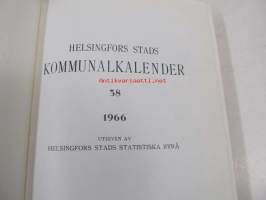 HELSINGFORS STADS
KOMMUNALKALENDER
38
1966
UTGIVEN AV
HELSINGFORS STADS STATISTISKA BYRÅ